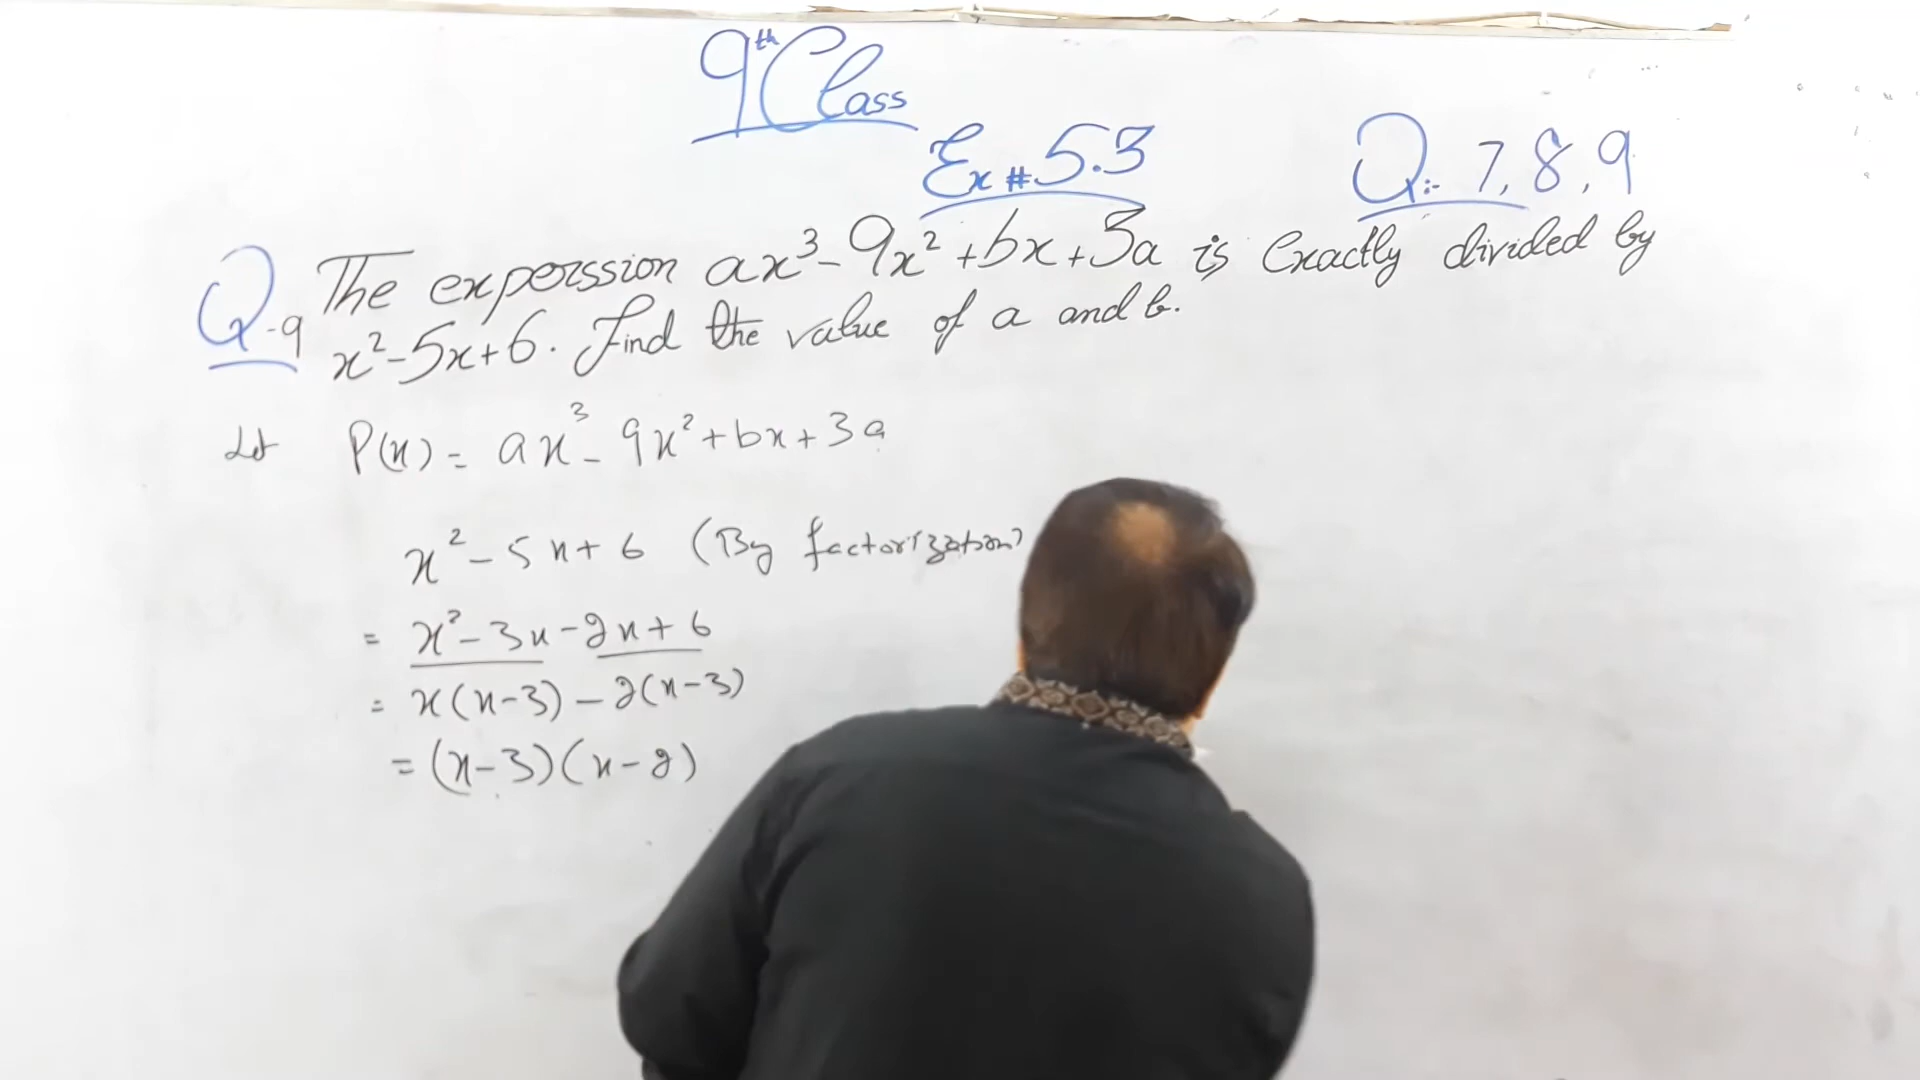 9th Class
Ex #.5.3
Q:- 7, 8, 9
Q-9 The experssion ax³-9x²+bx+3a is Exactly divided by
x²-5x+6. Find the value of a and b.
Let P(x) = ax³-9x²+bx+3a
x²-5x+6 (By factorization)
= x²-3x-2x+6
= x(x-3)-2(x-3)
= (x-3)(x-2)